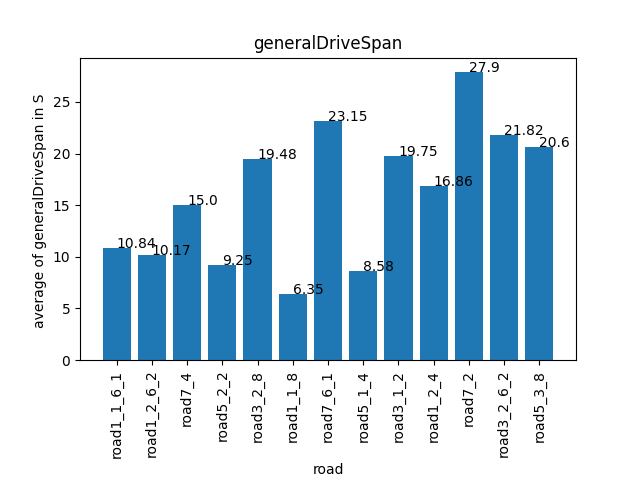 generalDriveSpan
average of generalDriveSpan in S
25
20
15
10
5
0
10.84
10.17
15.0
9.25
19.48
6.35
23.15
8.58
19.75
16.86
27.9
21.82
20.6
road1_1_6_1
road1_2_6_2
road7_4
road5_2_2
road3_2_8
road1_1_8
road7_6_1
road5_1_4
road3_1_2
road1_2_4
road7_2
road3_2_6_2
road5_3_8
road